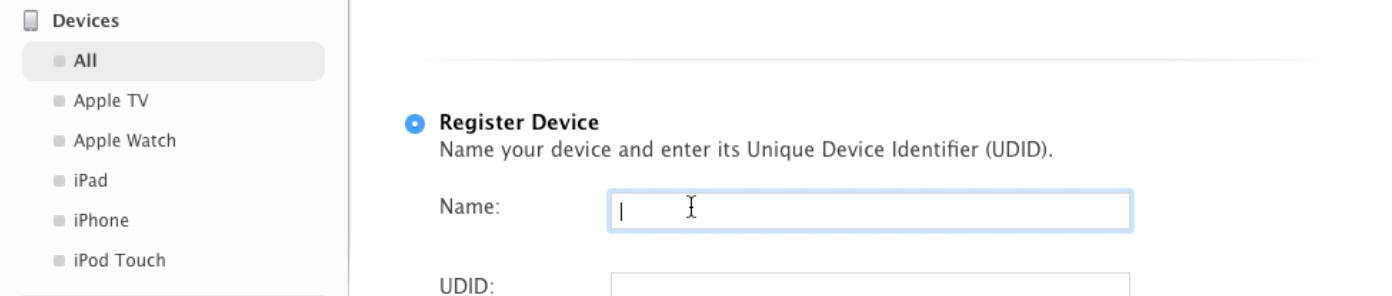 Devices
All
Apple TV
Apple Watch
iPad
iPhone
iPod Touch
Register Device
Name your device and enter its Unique Device Identifier (UDID).
Name:
UDID: